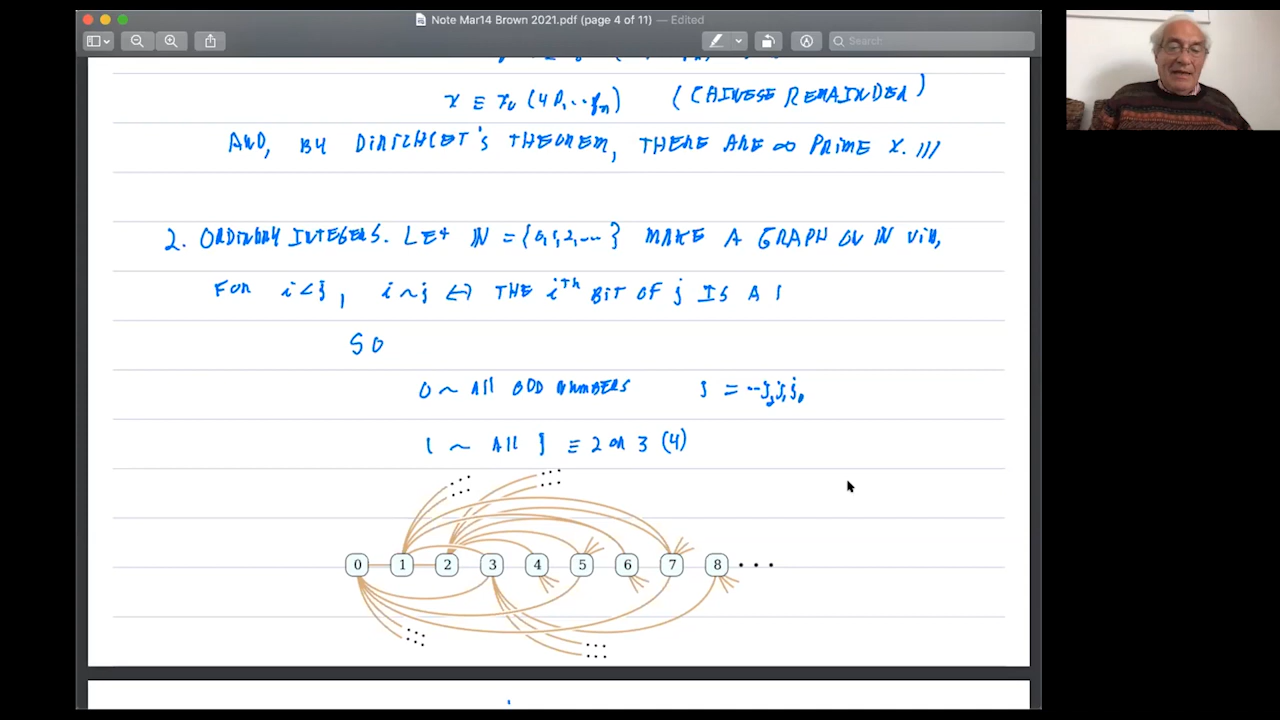 Note Mar14 Brown 2021.pdf (page 4 of 11) — Edited
Search:
x ≡ r₀ (4 P₁ ⋯ Pₙ) (CHINESE REMAINDER)
AND, BY DIRICHLET'S THEOREM, THERE ARE ∞ PRIME X. ///
2. ORDINARY INTEGERS. LET ℕ = {0,1,2,...} MAKE A GRAPH ON ℕ VIA,
FOR i<j, i~j ↔ THE iᵗʰ BIT OF j IS A 1
SO
0 ~ All ODD NUMBERS j = --j₂j₁j₀
1 ~ All j ≡ 2 or 3 (4)
0 1 2 3 4 5 6 7 8 ···